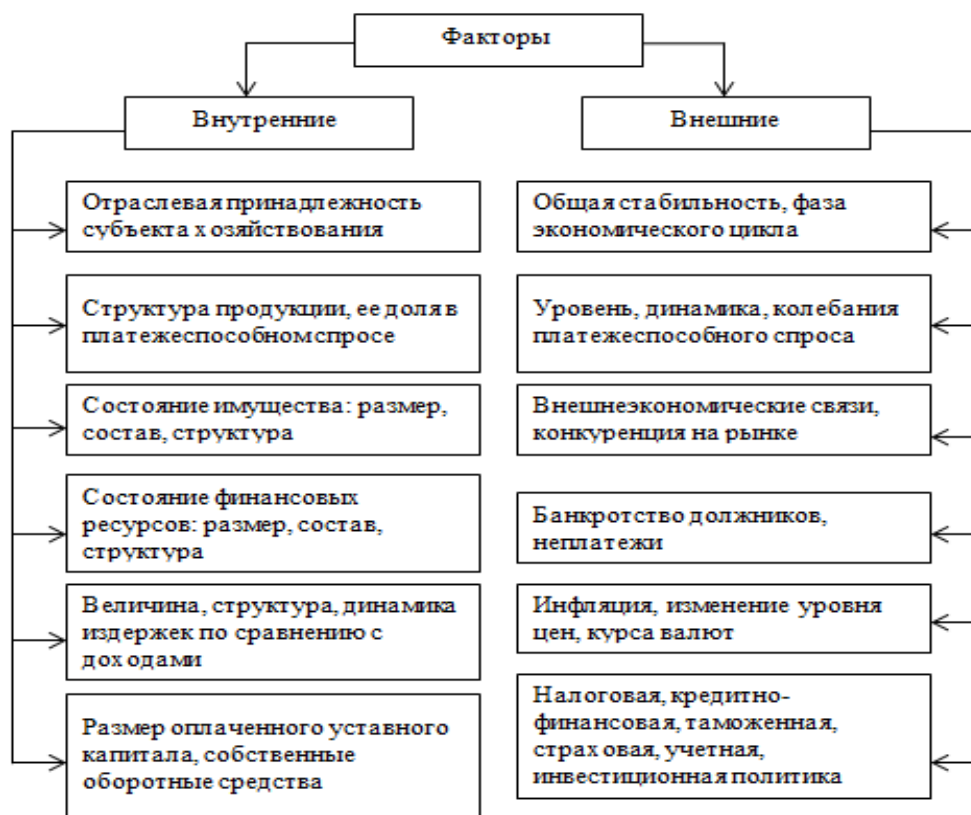 Факторы
Внутренние
Внешние
Отраслевая принадлежность
субъекта хозяйствования
Структура продукции, ее доля в
платежеспособном спросе
Состояние имущества: размер,
состав, структура
Состояние финансовых
ресурсов: размер, состав,
структура
Величина, структура, динамика
издержек по сравнению с
доходами
Размер оплаченного уставного
капитала, собственные
оборотные средства
Общая стабильность, фаза
экономического цикла
Уровень, динамика, колебания
платежеспособного спроса
Внешнеэкономические связи,
конкуренция на рынке
Банкротство должников,
неплатежи
Инфляция, изменение уровня
цен, курса валют
Налоговая, кредитно-
финансовая, таможенная,
страховая, учетная,
инвестиционная политика